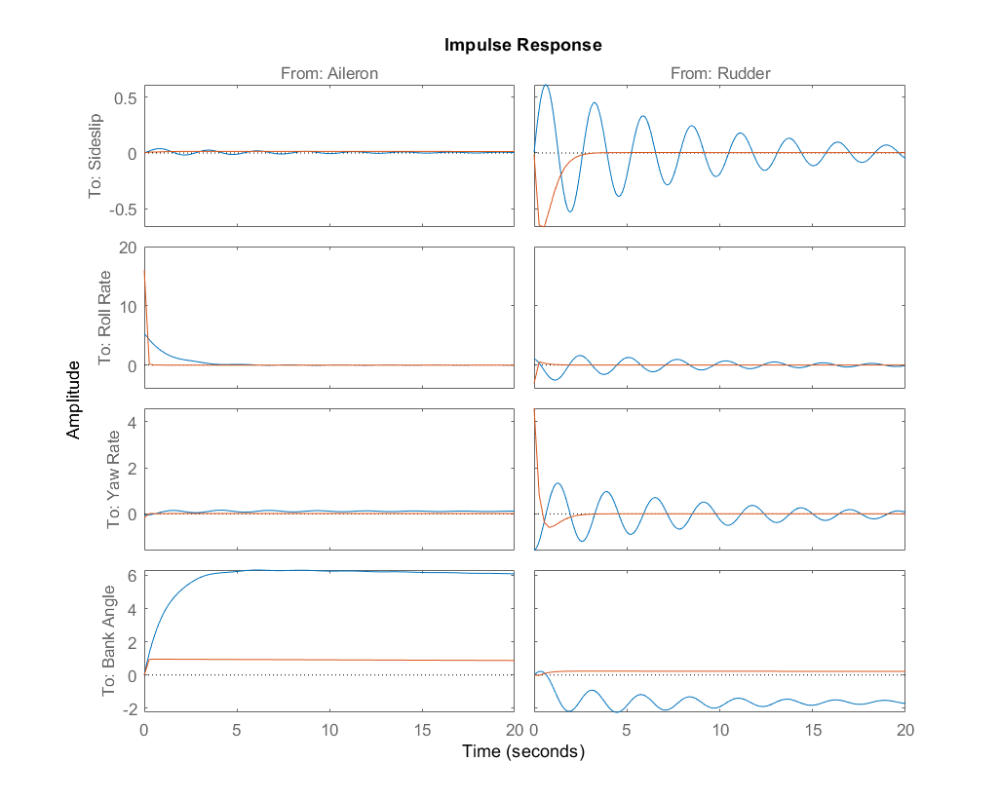 Impulse Response
From: Aileron
From: Rudder
To: Sideslip
0.5
0
-0.5
To: Roll Rate
20
10
0
To: Yaw Rate
4
2
0
To: Bank Angle
6
4
2
0
-2
0 5 10 15 20
0 5 10 15 20
Amplitude
Time (seconds)